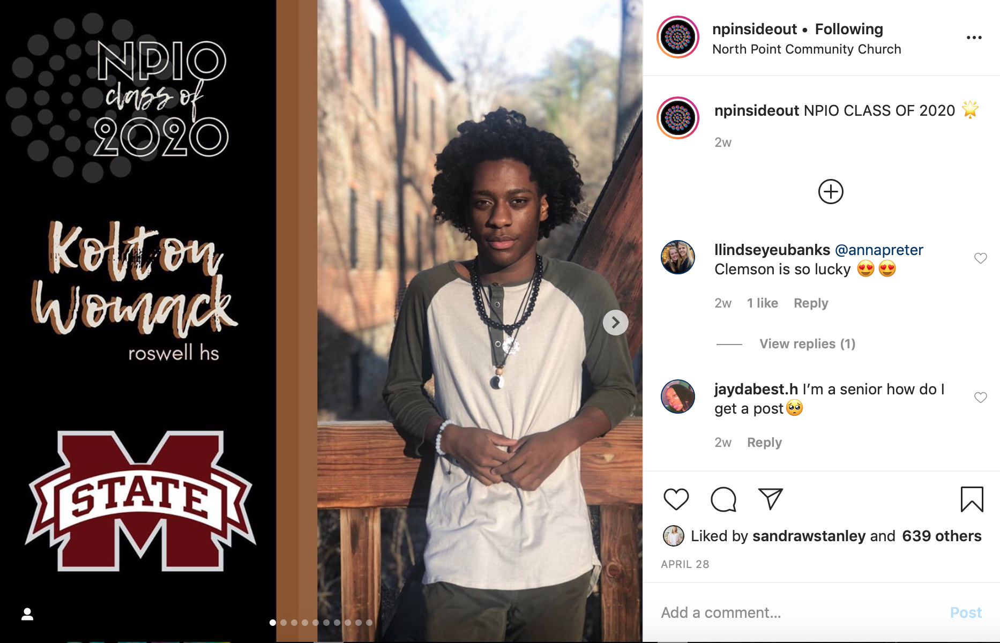 NPIO
class of
2020
Kolton
Womack
roswell hs
STATE
npinsideout • Following
North Point Community Church
npinsideout NPIO CLASS OF 2020 🌟
2w
llindseyeubanks @annapreter
Clemson is so lucky 😍😍
2w 1 like Reply
View replies (1)
jaydabest.h I’m a senior how do I
get a post🥺
2w Reply
Liked by sandrawstanley and 639 others
APRIL 28
Add a comment... Post